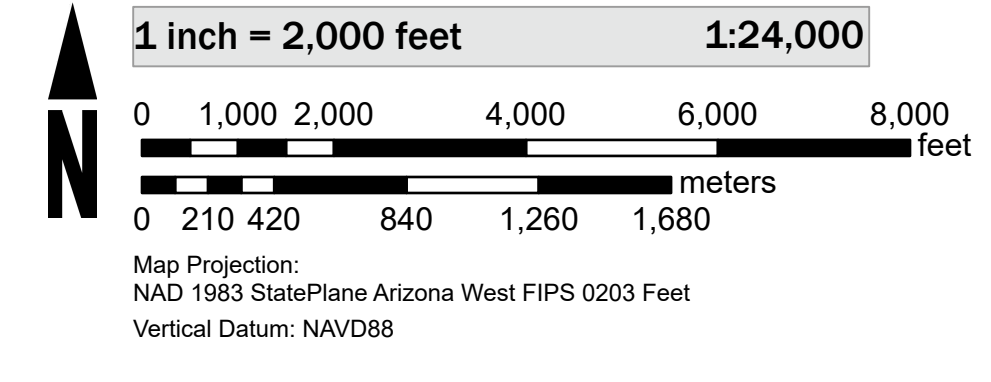 1 inch = 2,000 feet 1:24,000
0 1,000 2,000 4,000 6,000 8,000
feet
meters
0 210 420 840 1,260 1,680
N
Map Projection:
NAD 1983 StatePlane Arizona West FIPS 0203 Feet
Vertical Datum: NAVD88